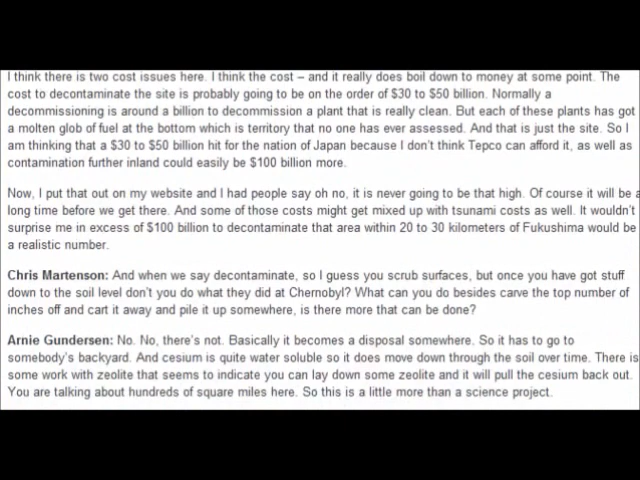 I think there is two cost issues here. I think the cost – and it really does boil down to money at some point. The
cost to decontaminate the site is probably going to be on the order of $30 to $50 billion. Normally a
decommissioning is around a billion to decommission a plant that is really clean. But each of these plants has got
a molten glob of fuel at the bottom which is territory that no one has ever assessed. And that is just the site. So I
am thinking that a $30 to $50 billion hit for the nation of Japan because I don't think Tepco can afford it, as well as
contamination further inland could easily be $100 billion more.
Now, I put that out on my website and I had people say oh no, it is never going to be that high. Of course it will be a
long time before we get there. And some of those costs might get mixed up with tsunami costs as well. It wouldn't
surprise me in excess of $100 billion to decontaminate that area within 20 to 30 kilometers of Fukushima would be
a realistic number.
Chris Martenson: And when we say decontaminate, so I guess you scrub surfaces, but once you have got stuff
down to the soil level don't you do what they did at Chernobyl? What can you do besides carve the top number of
inches off and cart it away and pile it up somewhere, is there more that can be done?
Arnie Gundersen: No. No, there's not. Basically it becomes a disposal somewhere. So it has to go to
somebody's backyard. And cesium is quite water soluble so it does move down through the soil over time. There is
some work with zeolite that seems to indicate you can lay down some zeolite and it will pull the cesium back out.
You are talking about hundreds of square miles here. So this is a little more than a science project.